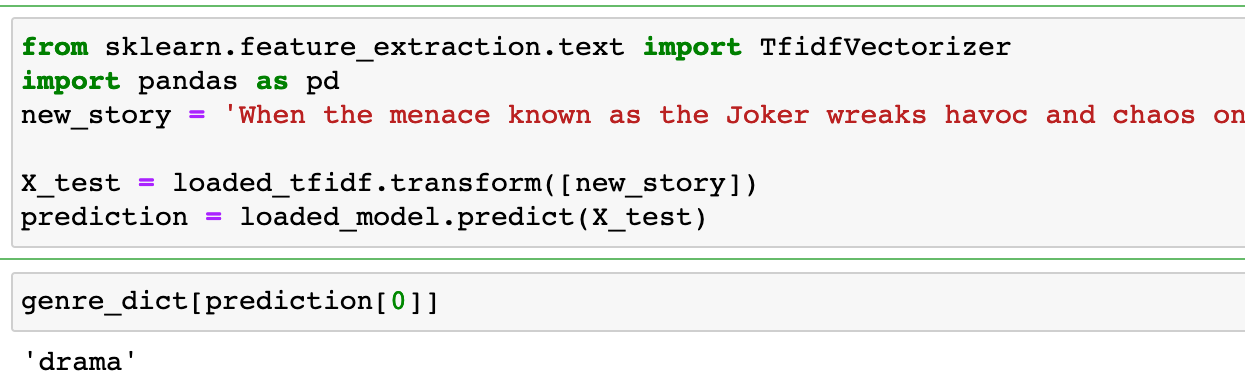 from sklearn.feature_extraction.text import TfidfVectorizer
import pandas as pd
new_story = 'When the menace known as the Joker wreaks havoc and chaos on
X_test = loaded_tfidf.transform([new_story])
prediction = loaded_model.predict(X_test)
genre_dict[prediction[0]]
'drama'